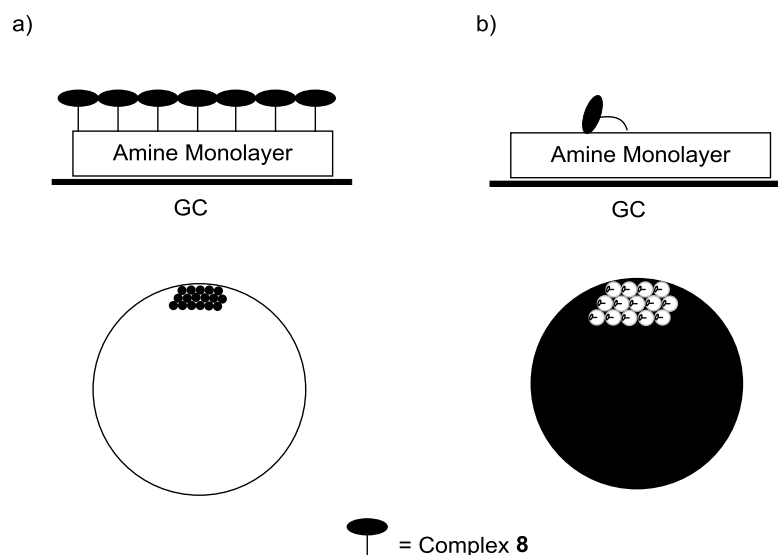 a)
b)
Amine Monolayer
Amine Monolayer
GC
GC
= Complex 8